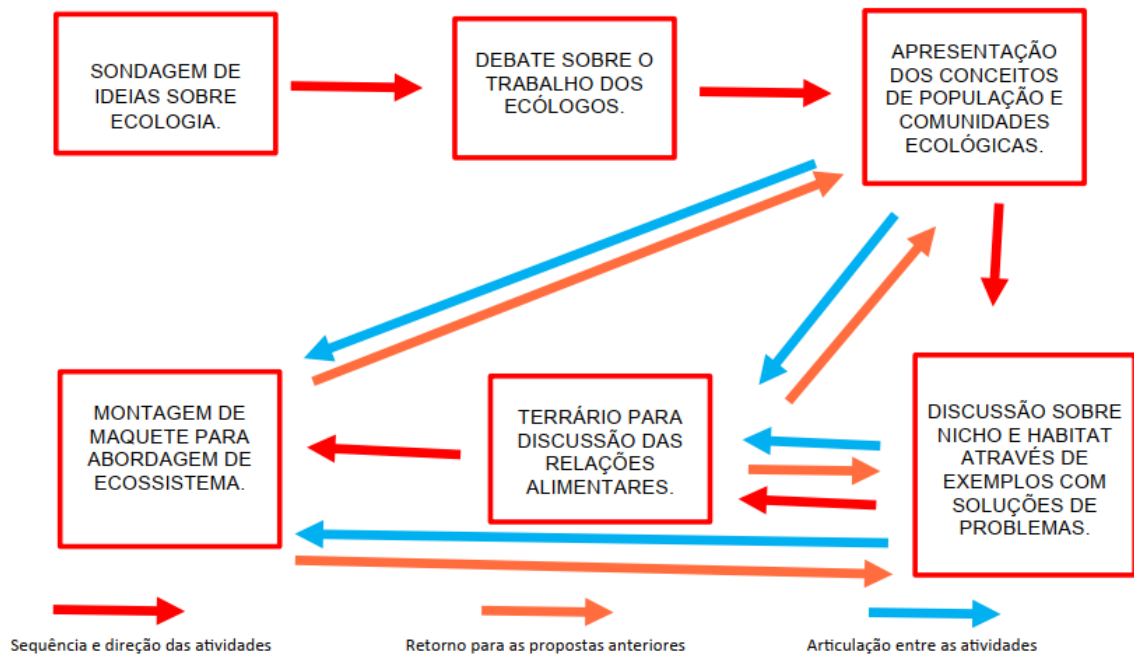 SONDAGEM DE
IDEIAS SOBRE
ECOLOGIA.
DEBATE SOBRE O
TRABALHO DOS
ECÓLOGOS.
APRESENTAÇÃO
DOS CONCEITOS
DE POPULAÇÃO E
COMUNIDADES
ECOLÓGICAS.
MONTAGEM DE
MAQUETE PARA
ABORDAGEM DE
ECOSSISTEMA.
TERRÁRIO PARA
DISCUSSÃO DAS
RELAÇÕES
ALIMENTARES.
DISCUSSÃO SOBRE
NICHO E HABITAT
ATRAVÉS DE
EXEMPLOS COM
SOLUÇÕES DE
PROBLEMAS.
Sequência e direção das atividades
Retorno para as propostas anteriores
Articulação entre as atividades